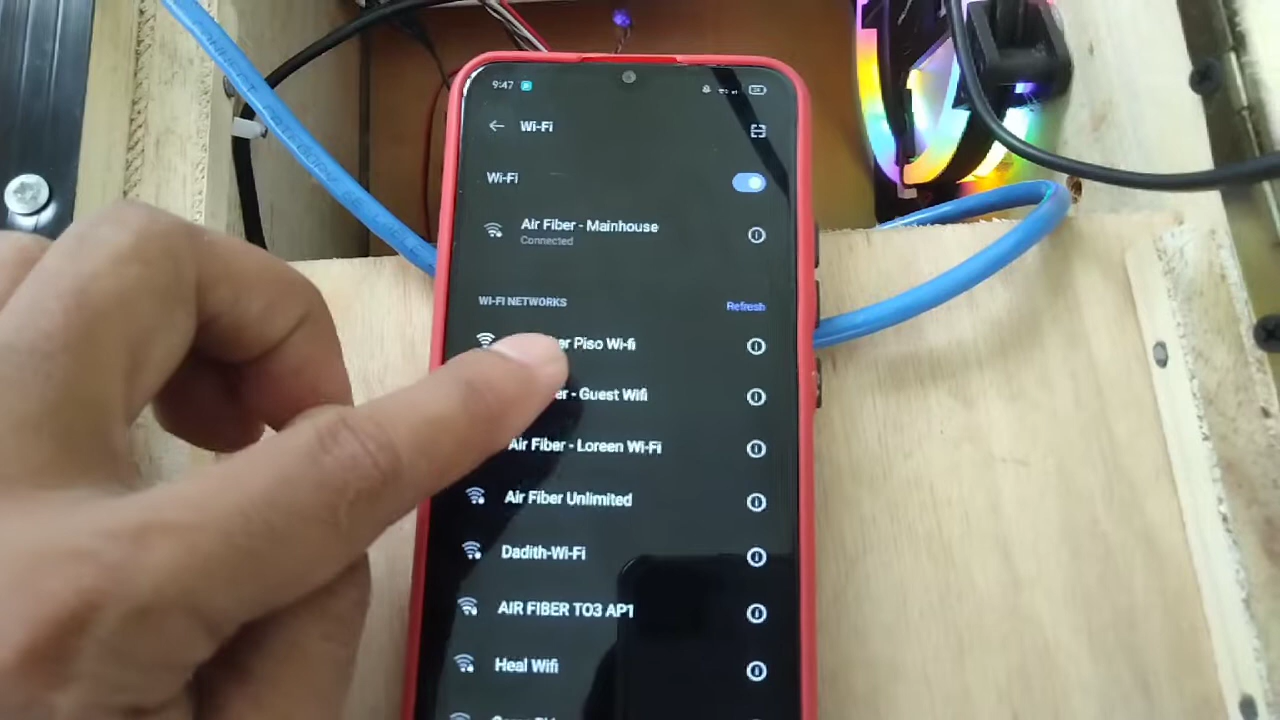 9:47
Wi-Fi
Wi-Fi
Air Fiber - Mainhouse
Connected
WI-FI NETWORKS
Refresh
Piso Wi-fi
- Guest Wifi
Air Fiber - Loreen Wi-Fi
Air Fiber Unlimited
Dadith-Wi-Fi
AIR FIBER TO3 AP1
Heal Wifi